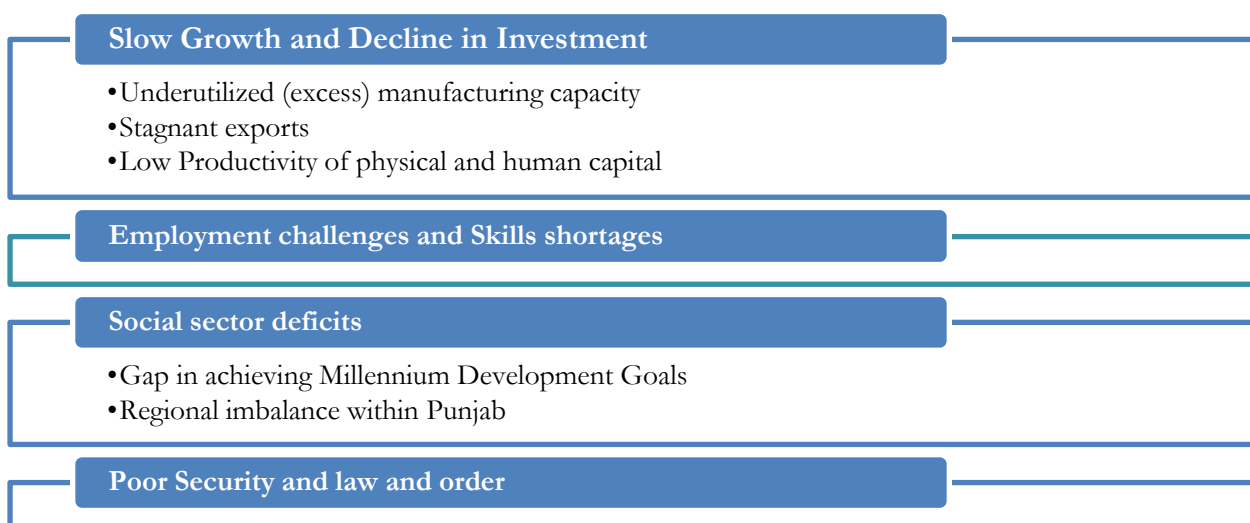 Slow Growth and Decline in Investment
•Underutilized (excess) manufacturing capacity
•Stagnant exports
•Low Productivity of physical and human capital
Employment challenges and Skills shortages
Social sector deficits
•Gap in achieving Millennium Development Goals
•Regional imbalance within Punjab
Poor Security and law and order